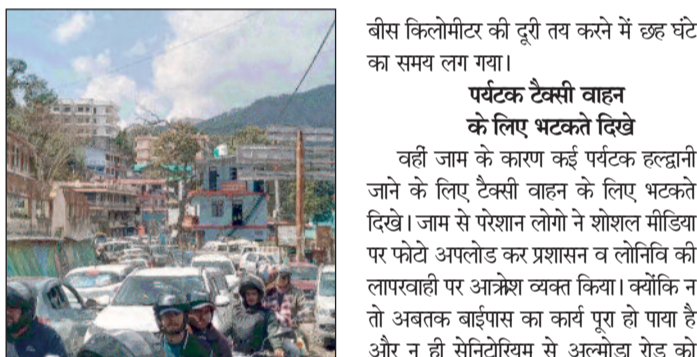 बीस किलोमीटर की दूरी तय करने में छह घंटे
का समय लग गया।
पर्यटक टैक्सी वाहन
के लिए भटकते दिखे
वहीं जाम के कारण कई पर्यटक हल्द्वानी
जाने के लिए टैक्सी वाहन के लिए भटकते
दिखे। जाम से परेशान लोगो ने शोशल मीडिया
पर फोटो अपलोड कर प्रशासन व लोनिवि की
लापरवाही पर आक्रोश व्यक्त किया। क्योंकि न
तो अबतक बाईपास का कार्य पूरा हो पाया है
और न ही सेनिटोरियम से अल्मोड़ा रोड को